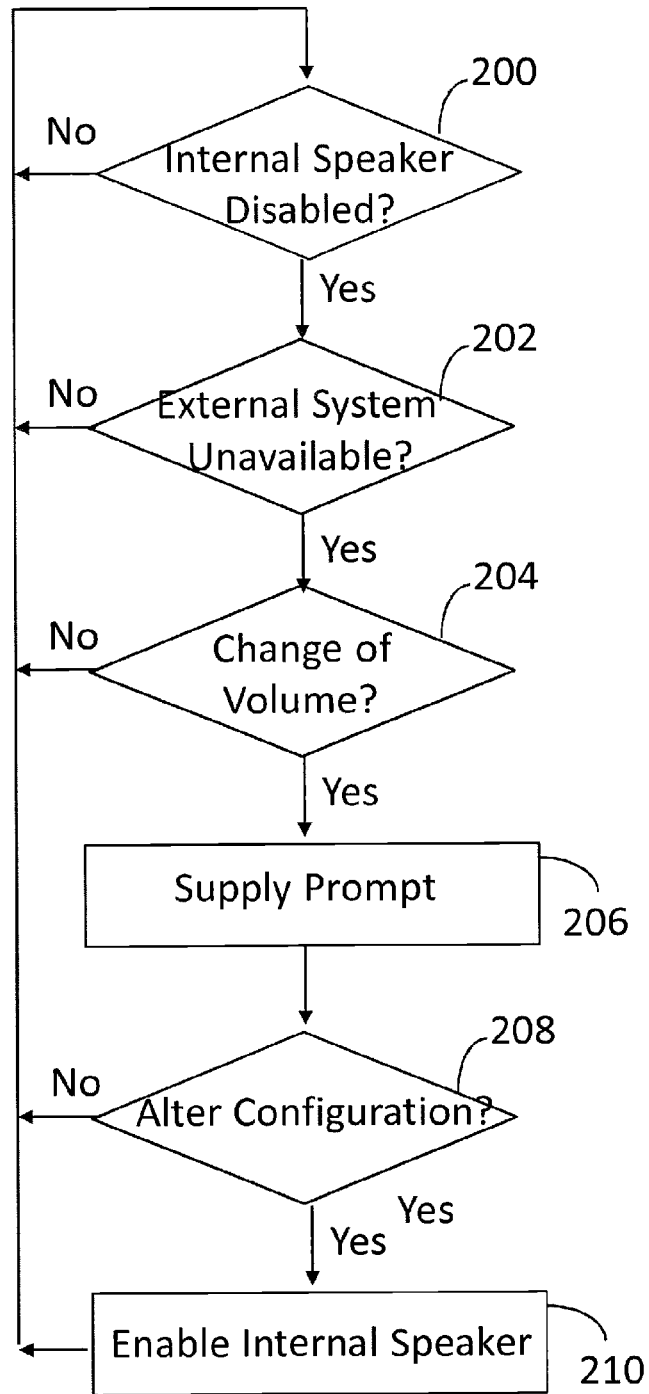 200
No
Internal Speaker
Disabled?
Yes
202
No
External System
Unavailable?
Yes
204
No
Change of
Volume?
Yes
Supply Prompt
206
208
No
Alter Configuration?
Yes
Yes
Enable Internal Speaker
210